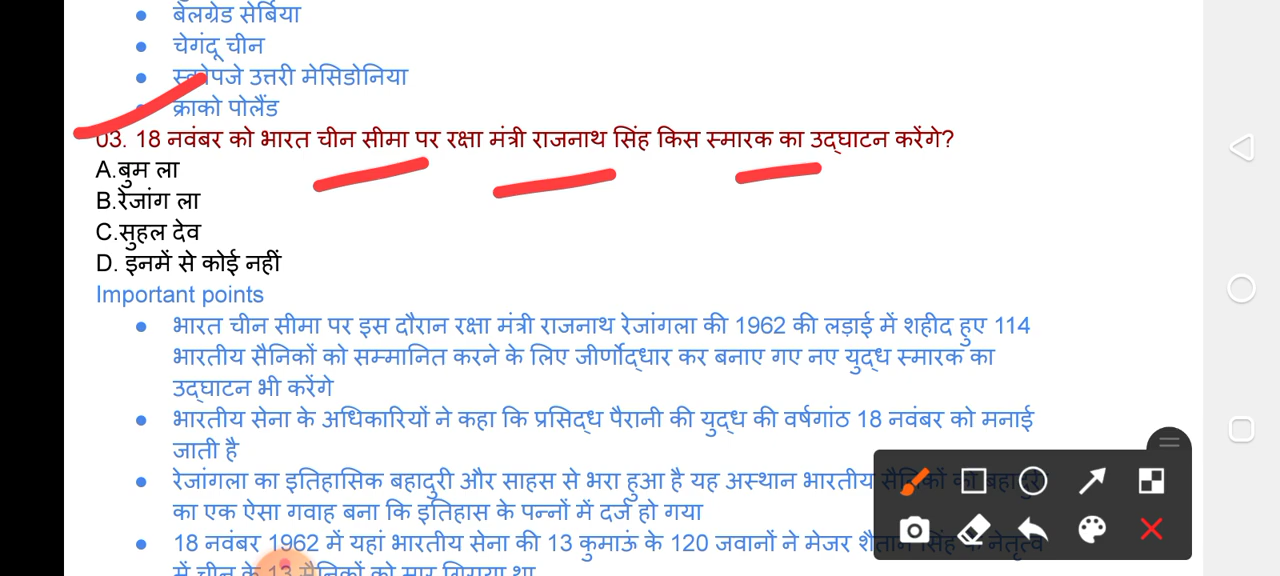 बेलग्रेड सेर्बिया
चेगंदू चीन
स्कोपजे उत्तरी मेसिडोनिया
क्राको पोलैंड
03. 18 नवंबर को भारत चीन सीमा पर रक्षा मंत्री राजनाथ सिंह किस स्मारक का उद्घाटन करेंगे?
A.बुम ला
B.रेजांग ला
C.सुहल देव
D. इनमें से कोई नहीं
Important points
भारत चीन सीमा पर इस दौरान रक्षा मंत्री राजनाथ रेजांगला की 1962 की लड़ाई में शहीद हुए 114
भारतीय सैनिकों को सम्मानित करने के लिए जीर्णोद्धार कर बनाए गए नए युद्ध स्मारक का
उद्घाटन भी करेंगे
भारतीय सेना के अधिकारियों ने कहा कि प्रसिद्ध पैरानी की युद्ध की वर्षगांठ 18 नवंबर को मनाई
जाती है
रेजांगला का इतिहासिक बहादुरी और साहस से भरा हुआ है यह अस्थान भारतीय सैनिकों की बहादुरी
का एक ऐसा गवाह बना कि इतिहास के पन्नों में दर्ज हो गया
18 नवंबर 1962 में यहां भारतीय सेना की 13 कुमाऊं के 120 जवानों ने मेजर शैतान सिंह के नेतृत्व
में चीन के सैनिकों को मार गिराया था